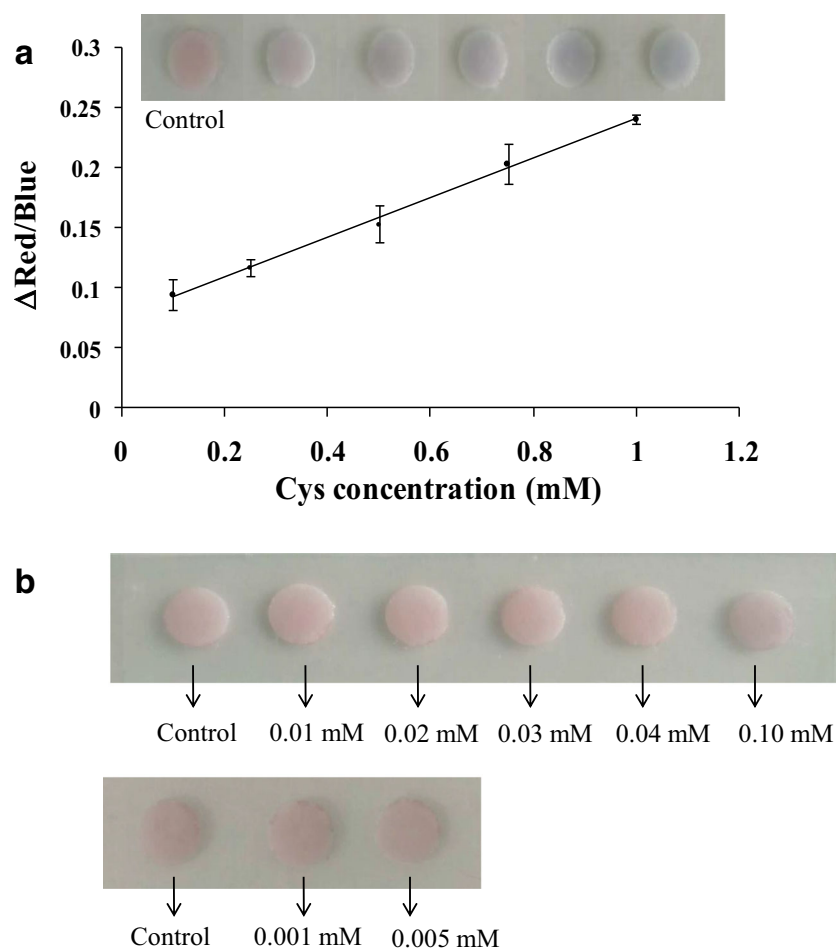 a
0.3
0.25
0.2
0.15
0.1
0.05
0
Control
ΔRed/Blue
0 0.2 0.4 0.6 0.8 1 1.2
Cys concentration (mM)
b
Control 0.01 mM 0.02 mM 0.03 mM 0.04 mM 0.10 mM
Control 0.001 mM 0.005 mM